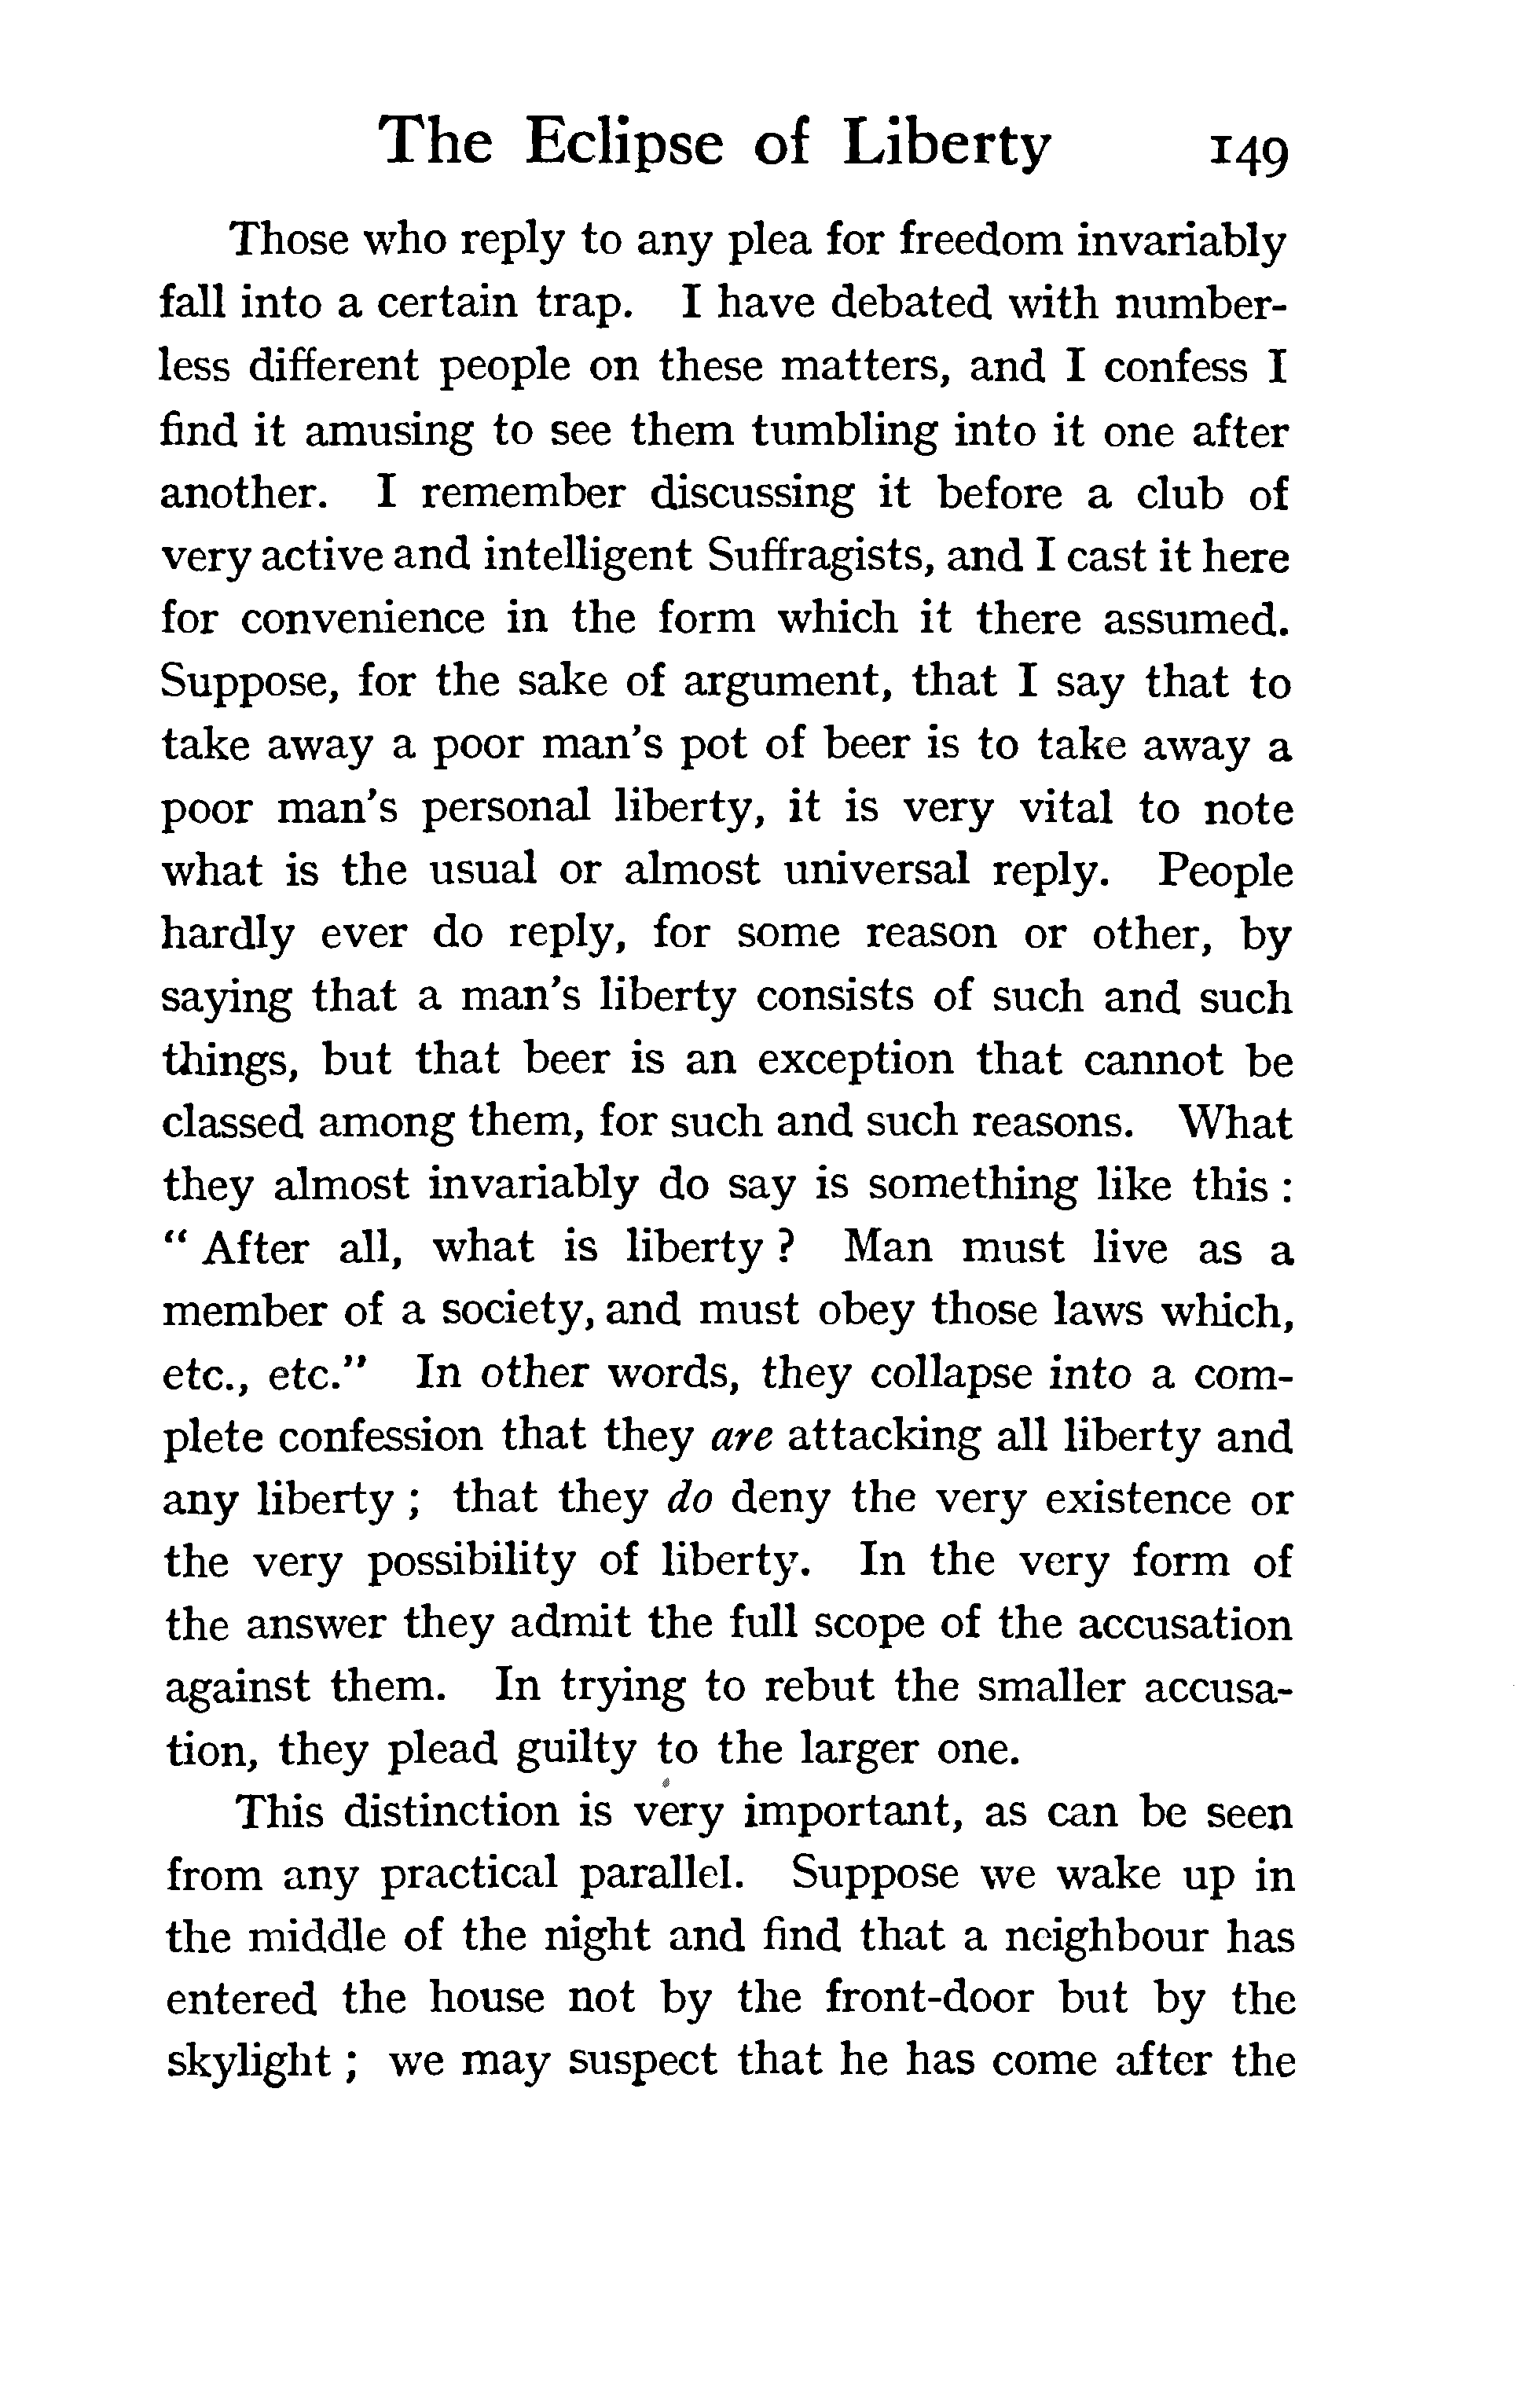 The Eclipse of Liberty 149
Those who reply to any plea for freedom invariably
fall into a certain trap. I have debated with number-
less different people on these matters, and I confess I
find it amusing to see them tumbling into it one after
another. I remember discussing it before a club of
very active and intelligent Suffragists, and I cast it here
for convenience in the form which it there assumed.
Suppose, for the sake of argument, that I say that to
take away a poor man's pot of beer is to take away a
poor man's personal liberty, it is very vital to note
what is the usual or almost universal reply. People
hardly ever do reply, for some reason or other, by
saying that a man's liberty consists of such and such
things, but that beer is an exception that cannot be
classed among them, for such and such reasons. What
they almost invariably do say is something like this :
" After all, what is liberty ? Man must live as a
member of a society, and must obey those laws which,
etc., etc." In other words, they collapse into a com-
plete confession that they are attacking all liberty and
any liberty ; that they do deny the very existence or
the very possibility of liberty. In the very form of
the answer they admit the full scope of the accusation
against them. In trying to rebut the smaller accusa-
tion, they plead guilty to the larger one.
This distinction is very important, as can be seen
from any practical parallel. Suppose we wake up in
the middle of the night and find that a neighbour has
entered the house not by the front-door but by the
skylight ; we may suspect that he has come after the